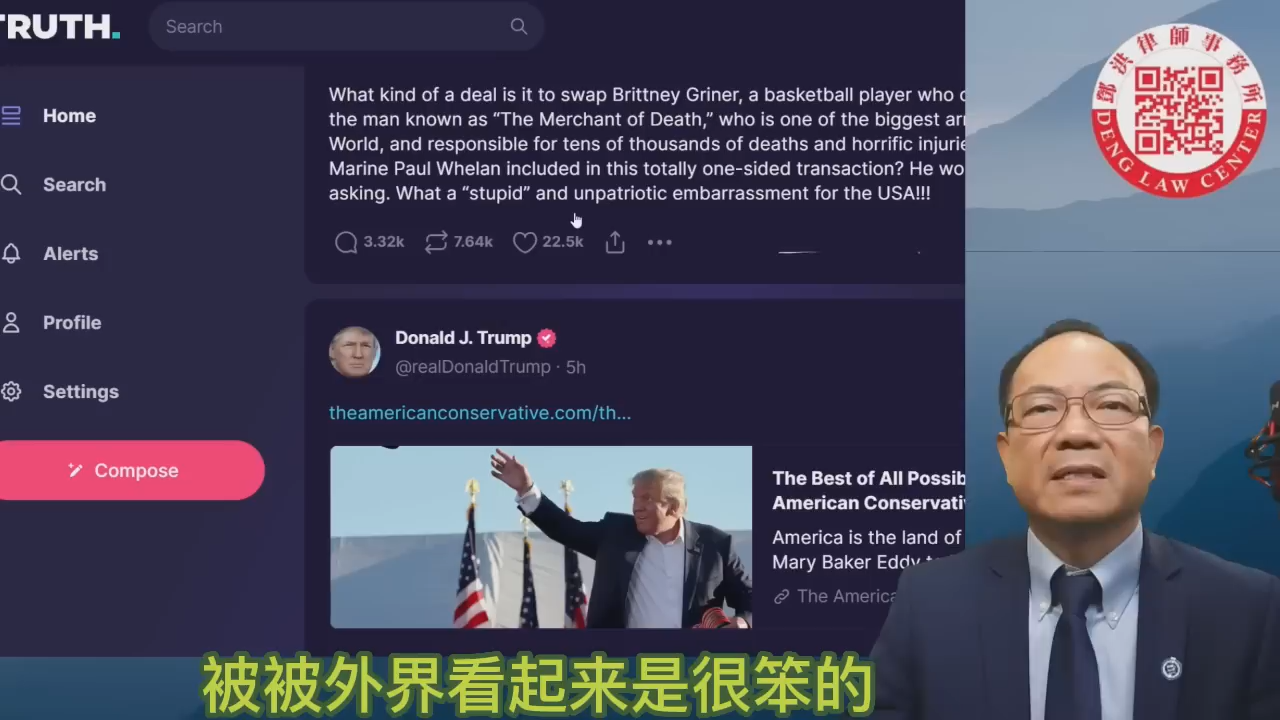 TRUTH.
Search
Home
Search
Alerts
Profile
Settings
Compose
What kind of a deal is it to swap Brittney Griner, a basketball player who
the man known as “The Merchant of Death,” who is one of the biggest
World, and responsible for tens of thousands of deaths and horrific
Marine Paul Whelan included in this totally one-sided transaction? He
asking. What a “stupid” and unpatriotic embarrassment for the USA!!!
3.32k 7.64k 22.5k
Donald J. Trump
@realDonaldTrump · 5h
theamericanconservative.com/th...
The Best of All
American
America is the land of
Mary Baker Eddy
The
鄧洪律師事務所
DENG LAW CENTER
被被外界看起来是很笨的